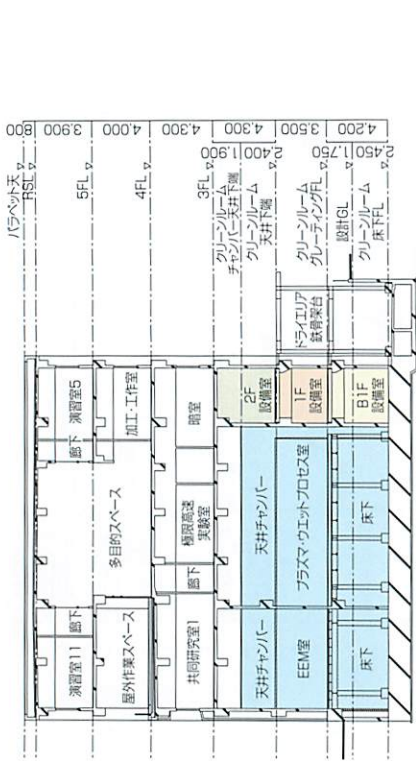 パラペット天
RSL
5FL
4FL
3FL
クリーンルーム
チャンバー天井下端
クリーンルーム
天井下端
クリーンルーム
グレーティングFL
設計GL
クリーンルーム
床下FL
800
3,900
4,000
4,300
4,300
3,500
4,200
1,900
2,400
1,750
2,450
演習室11
廊下
多目的スペース
廊下
演習室5
屋外作業スペース
加工・工作室
共同研究室1
廊下
極限高速
実験室
暗室
天井チャンバー
天井チャンバー
2F
設備室
EEM室
プラズマ・ウエットプロセス室
1F
設備室
ドライエリア
鉄骨架台
床下
床下
B1F
設備室